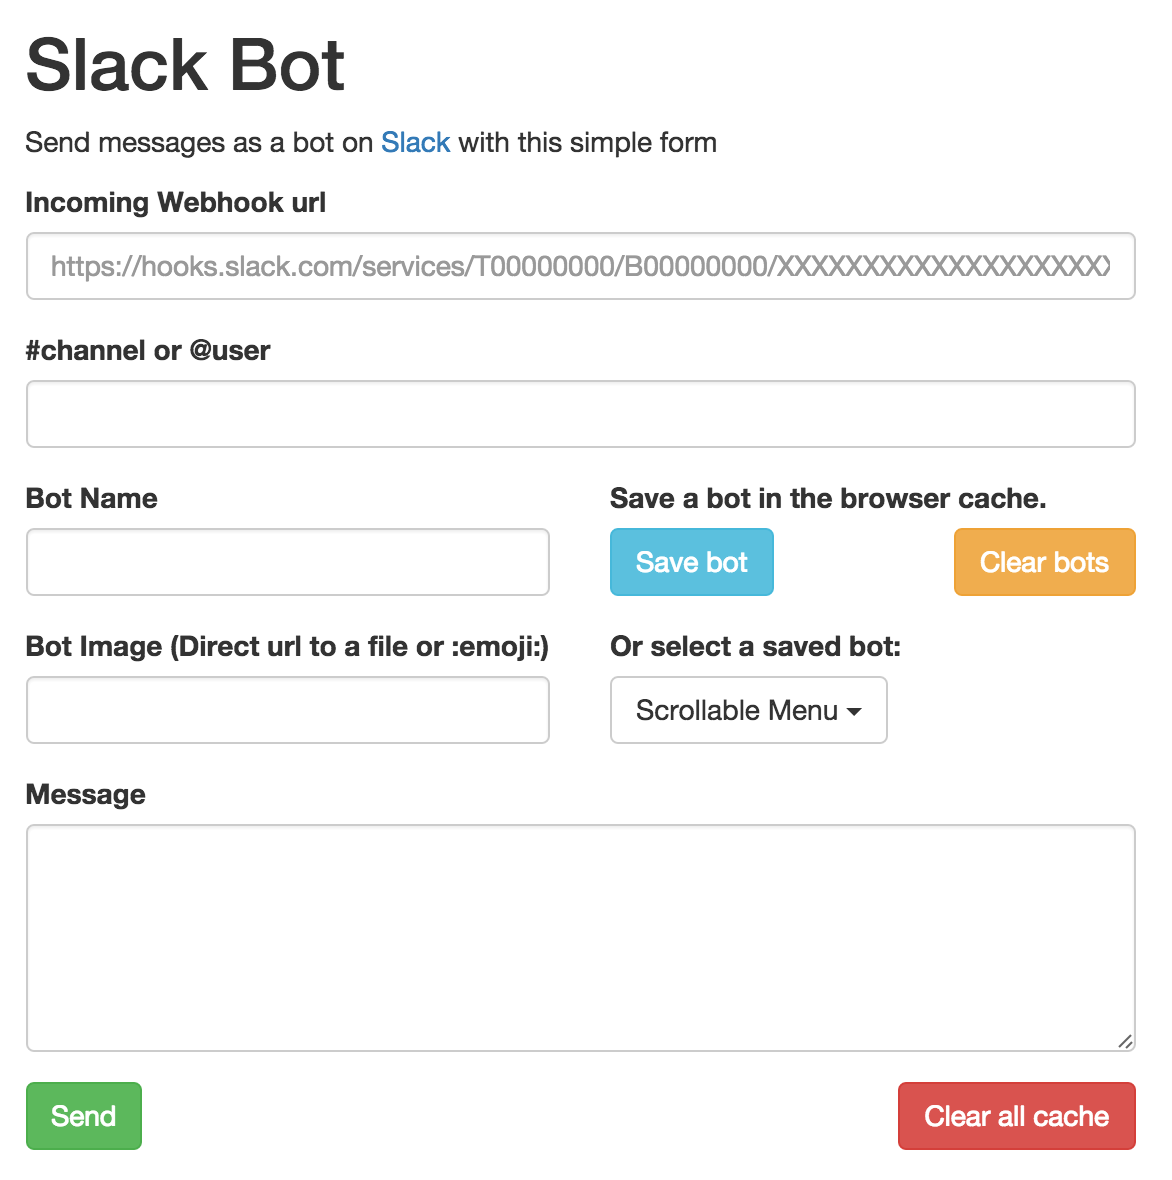 Slack Bot
Send messages as a bot on Slack with this simple form
Incoming Webhook url
https://hooks.slack.com/services/T00000000/B00000000/XXXXXXXXXXXXXXXXXXXX
#channel or @user
Bot Name
Save a bot in the browser cache.
Save bot
Clear bots
Bot Image (Direct url to a file or :emoji:)
Or select a saved bot:
Scrollable Menu
Message
Send
Clear all cache